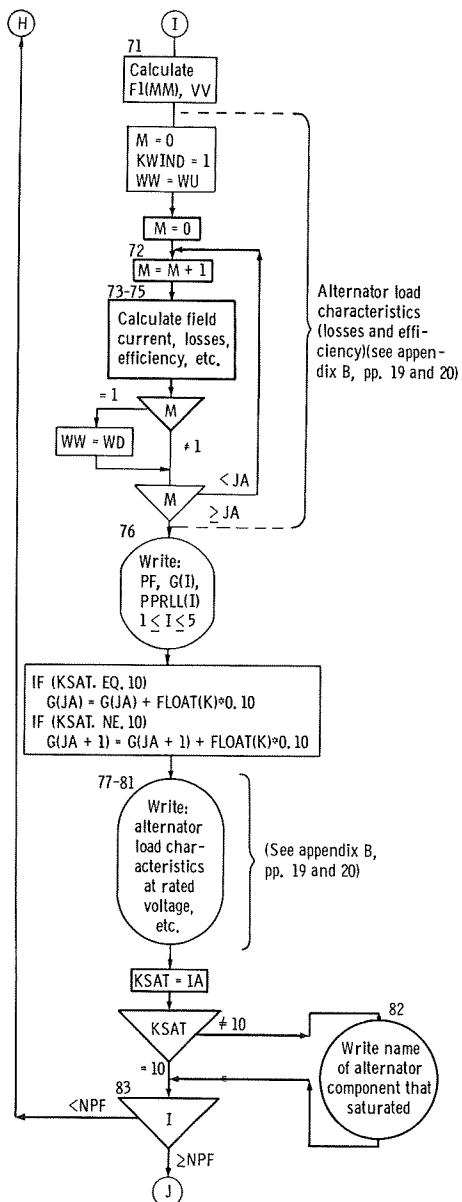 H
I
71
Calculate
F1(MM), VV
M = 0
KWIND = 1
WW = WU
M = 0
72
M = M + 1
73-75
Calculate field
current, losses,
efficiency, etc.
Alternator load
characteristics
(losses and effi-
ciency)(see appen-
dix B, pp. 19 and 20)
= 1
M
WW = WD
≠ 1
< JA
M
≥ JA
76
Write:
PF, G(I),
PPRLL(I)
1 ≤ I ≤ 5
IF (KSAT. EQ. 10)
G(JA) = G(JA) + FLOAT(K)*0. 10
IF (KSAT. NE. 10)
G(JA + 1) = G(JA + 1) + FLOAT(K)*0. 10
77-81
Write:
alternator
load char-
acteristics
at rated
voltage,
etc.
(See appendix B,
pp. 19 and 20)
KSAT = IA
KSAT
≠ 10
82
Write name
of alternator
component that
saturated
= 10
83
<NPF
I
≥NPF
J